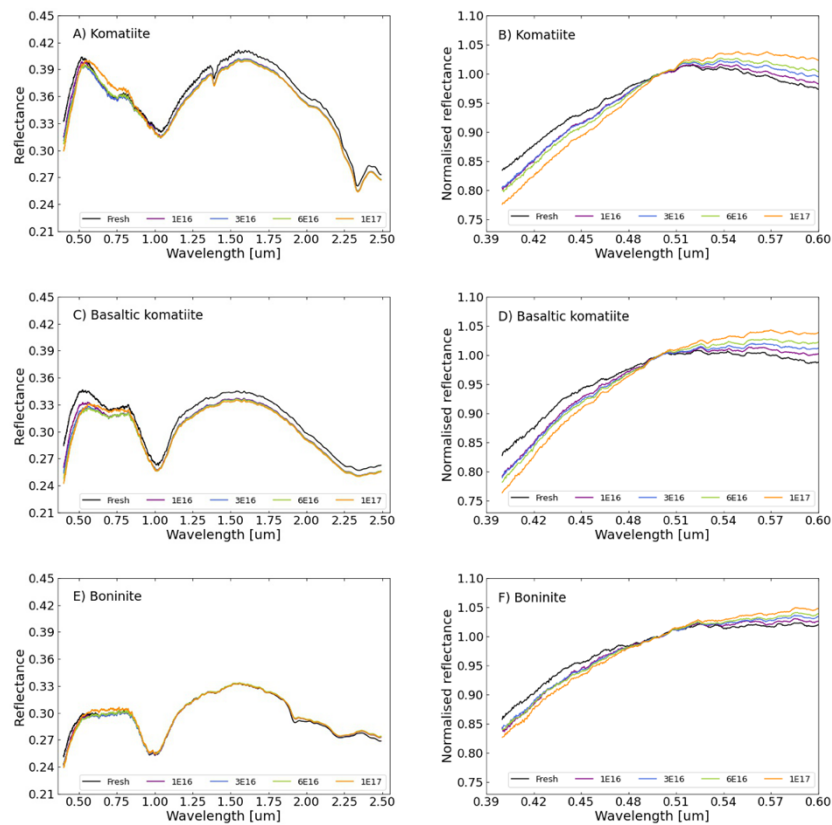 A) Komatiite
Reflectance
0.45
0.42
0.39
0.36
0.33
0.30
0.27
0.24
0.21
Fresh 1E16 3E16 6E16 1E17
0.50 0.75 1.00 1.25 1.50 1.75 2.00 2.25 2.50
Wavelength [um]
B) Komatiite
Normalised reflectance
1.10
1.05
1.00
0.95
0.90
0.85
0.80
0.75
Fresh 1E16 3E16 6E16 1E17
0.39 0.42 0.45 0.48 0.51 0.54 0.57 0.60
Wavelength [um]
C) Basaltic komatiite
Reflectance
0.45
0.42
0.39
0.36
0.33
0.30
0.27
0.24
0.21
Fresh 1E16 3E16 6E16 1E17
0.50 0.75 1.00 1.25 1.50 1.75 2.00 2.25 2.50
Wavelength [um]
D) Basaltic komatiite
Normalised reflectance
1.10
1.05
1.00
0.95
0.90
0.85
0.80
0.75
Fresh 1E16 3E16 6E16 1E17
0.39 0.42 0.45 0.48 0.51 0.54 0.57 0.60
Wavelength [um]
E) Boninite
Reflectance
0.45
0.42
0.39
0.36
0.33
0.30
0.27
0.24
0.21
Fresh 1E16 3E16 6E16 1E17
0.50 0.75 1.00 1.25 1.50 1.75 2.00 2.25 2.50
Wavelength [um]
F) Boninite
Normalised reflectance
1.10
1.05
1.00
0.95
0.90
0.85
0.80
0.75
Fresh 1E16 3E16 6E16 1E17
0.39 0.42 0.45 0.48 0.51 0.54 0.57 0.60
Wavelength [um]